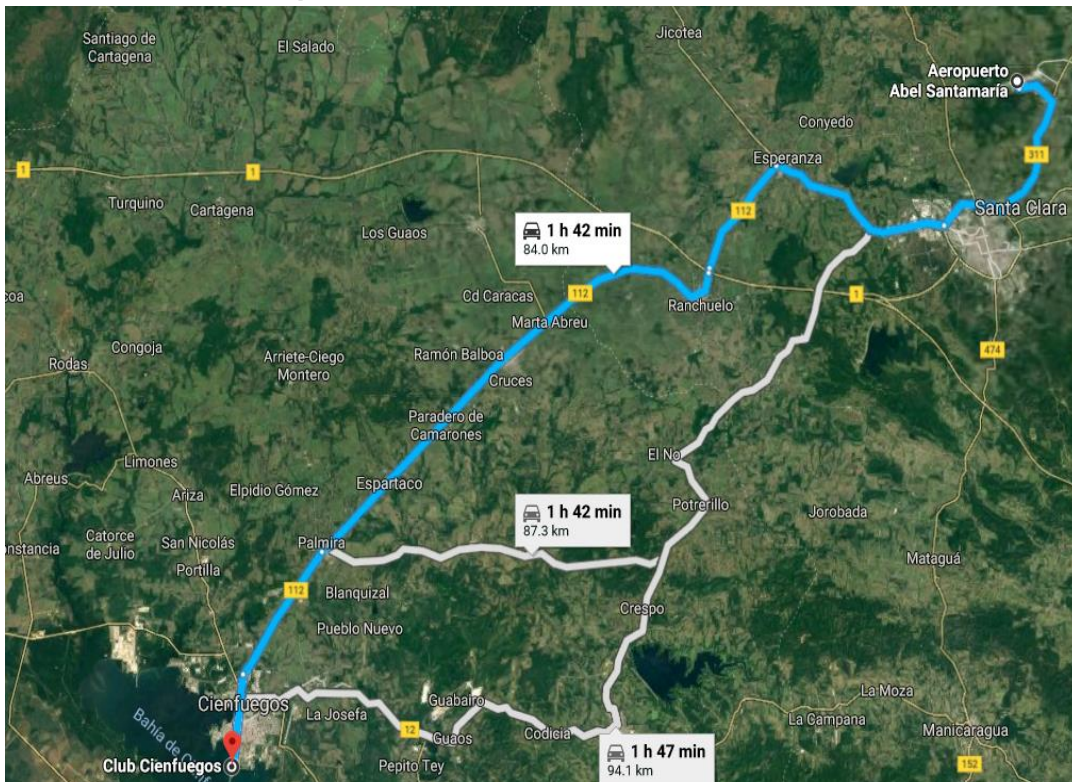 Santiago de
Cartagena
El Salado
Jicotea
Aeropuerto
Abel Santamaría
Conyedo
Esperanza
311
1
1
Turquino
Cartagena
112
Santa Clara
Los Guaos
1 h 42 min
84.0 km
Cd Caracas
112
1
Ranchuelo
Marta Abreu
Congoja
Rodas
Arriete-Ciego
Montero
Ramón Balboa
474
Cruces
Paradero de
Camarones
El No
Limones
Abreus
Espartaco
Elpidio Gómez
Ariza
Potrerillo
Jorobada
1 h 42 min
87.3 km
Catorce
de Julio
San Nicolás
Palmira
Portilla
Mataguá
112
Blanquizal
Crespo
Pueblo Nuevo
Cienfuegos
Guabairo
La Moza
La Josefa
La Campana
Bahía de
12
Guaos
Codicia
Manicaragua
1 h 47 min
94.1 km
Club Cienfuegos
Pepito Tey
152